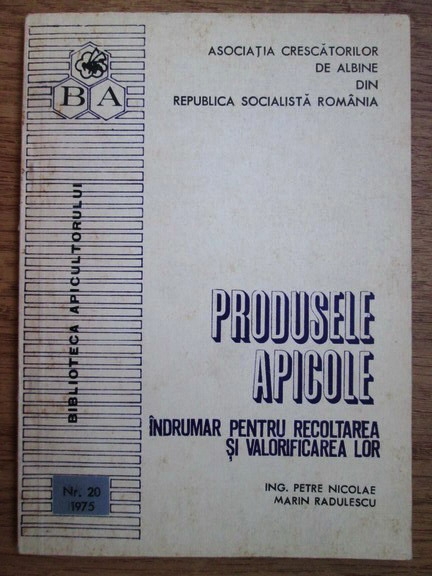 BA
ASOCIAȚIA CRESCĂTORILOR
DE ALBINE
DIN
REPUBLICA SOCIALISTĂ ROMÂNIA
BIBLIOTECA APICULTORULUI
PRODUSELE
APICOLE
ÎNDRUMAR PENTRU RECOLTAREA
ȘI VALORIFICAREA LOR
ING. PETRE NICOLAE
MARIN RADULESCU
Nr. 20
1975